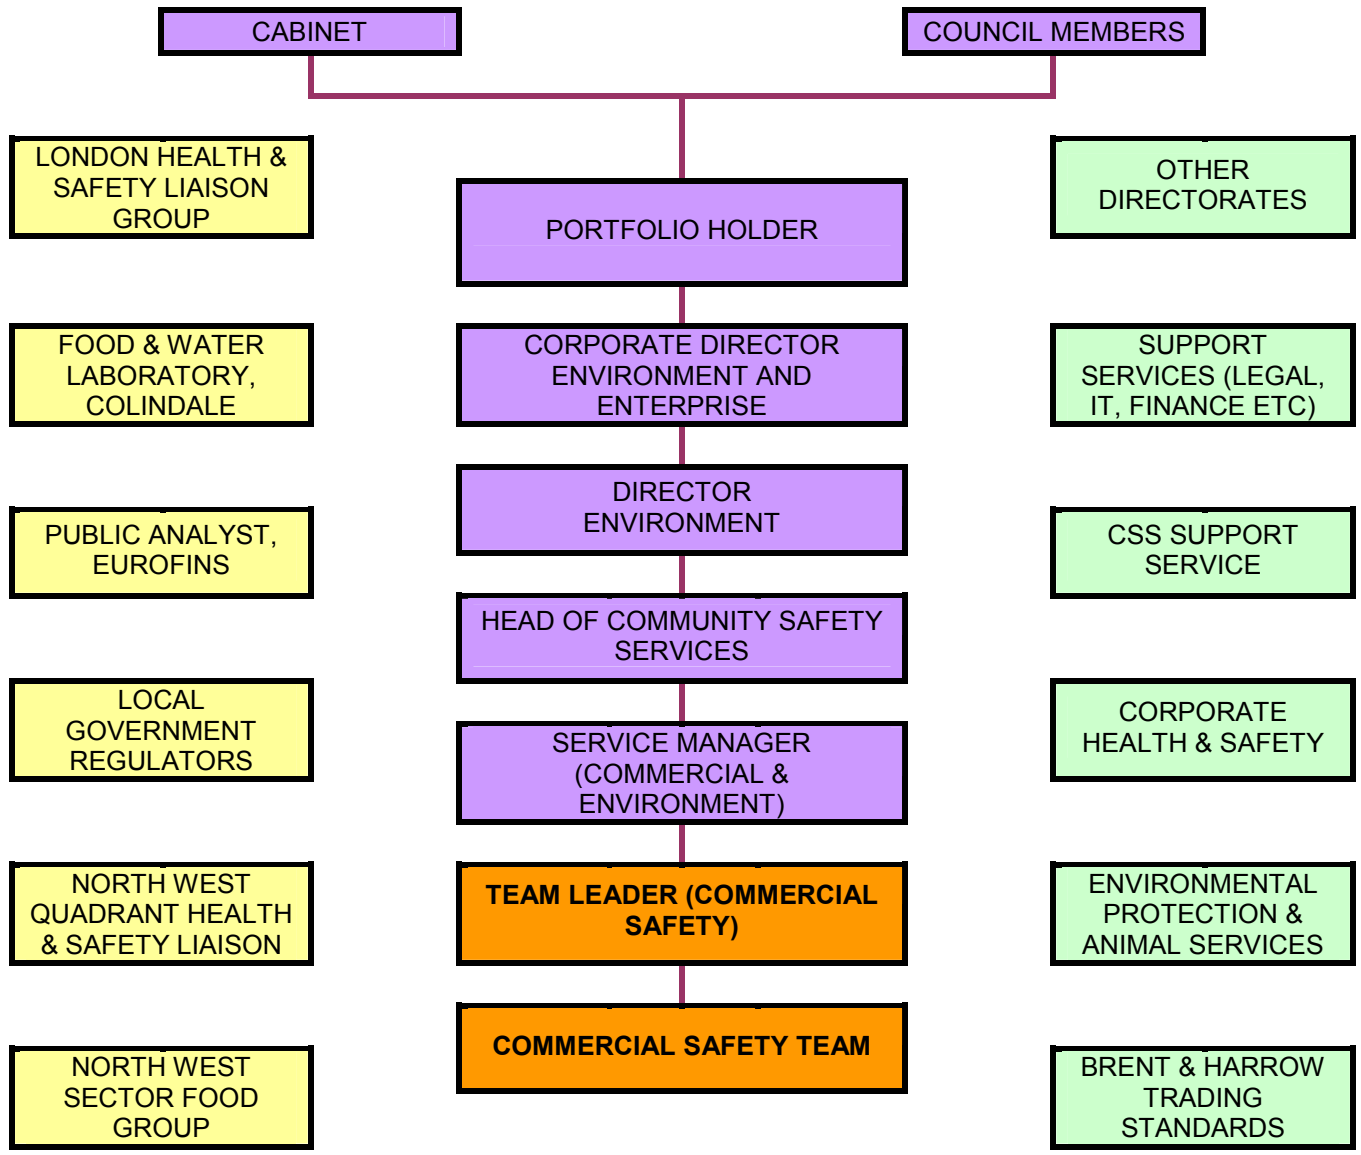 CABINET
COUNCIL MEMBERS
LONDON HEALTH &
SAFETY LIAISON
GROUP
PORTFOLIO HOLDER
OTHER
DIRECTORATES
FOOD & WATER
LABORATORY,
COLINDALE
CORPORATE DIRECTOR
ENVIRONMENT AND
ENTERPRISE
SUPPORT
SERVICES (LEGAL,
IT, FINANCE ETC)
DIRECTOR
ENVIRONMENT
PUBLIC ANALYST,
EUROFINS
CSS SUPPORT
SERVICE
HEAD OF COMMUNITY SAFETY
SERVICES
LOCAL
GOVERNMENT
REGULATORS
SERVICE MANAGER
(COMMERCIAL &
ENVIRONMENT)
CORPORATE
HEALTH & SAFETY
NORTH WEST
QUADRANT HEALTH
& SAFETY LIAISON
TEAM LEADER (COMMERCIAL
SAFETY)
ENVIRONMENTAL
PROTECTION &
ANIMAL SERVICES
COMMERCIAL SAFETY TEAM
NORTH WEST
SECTOR FOOD
GROUP
BRENT & HARROW
TRADING
STANDARDS